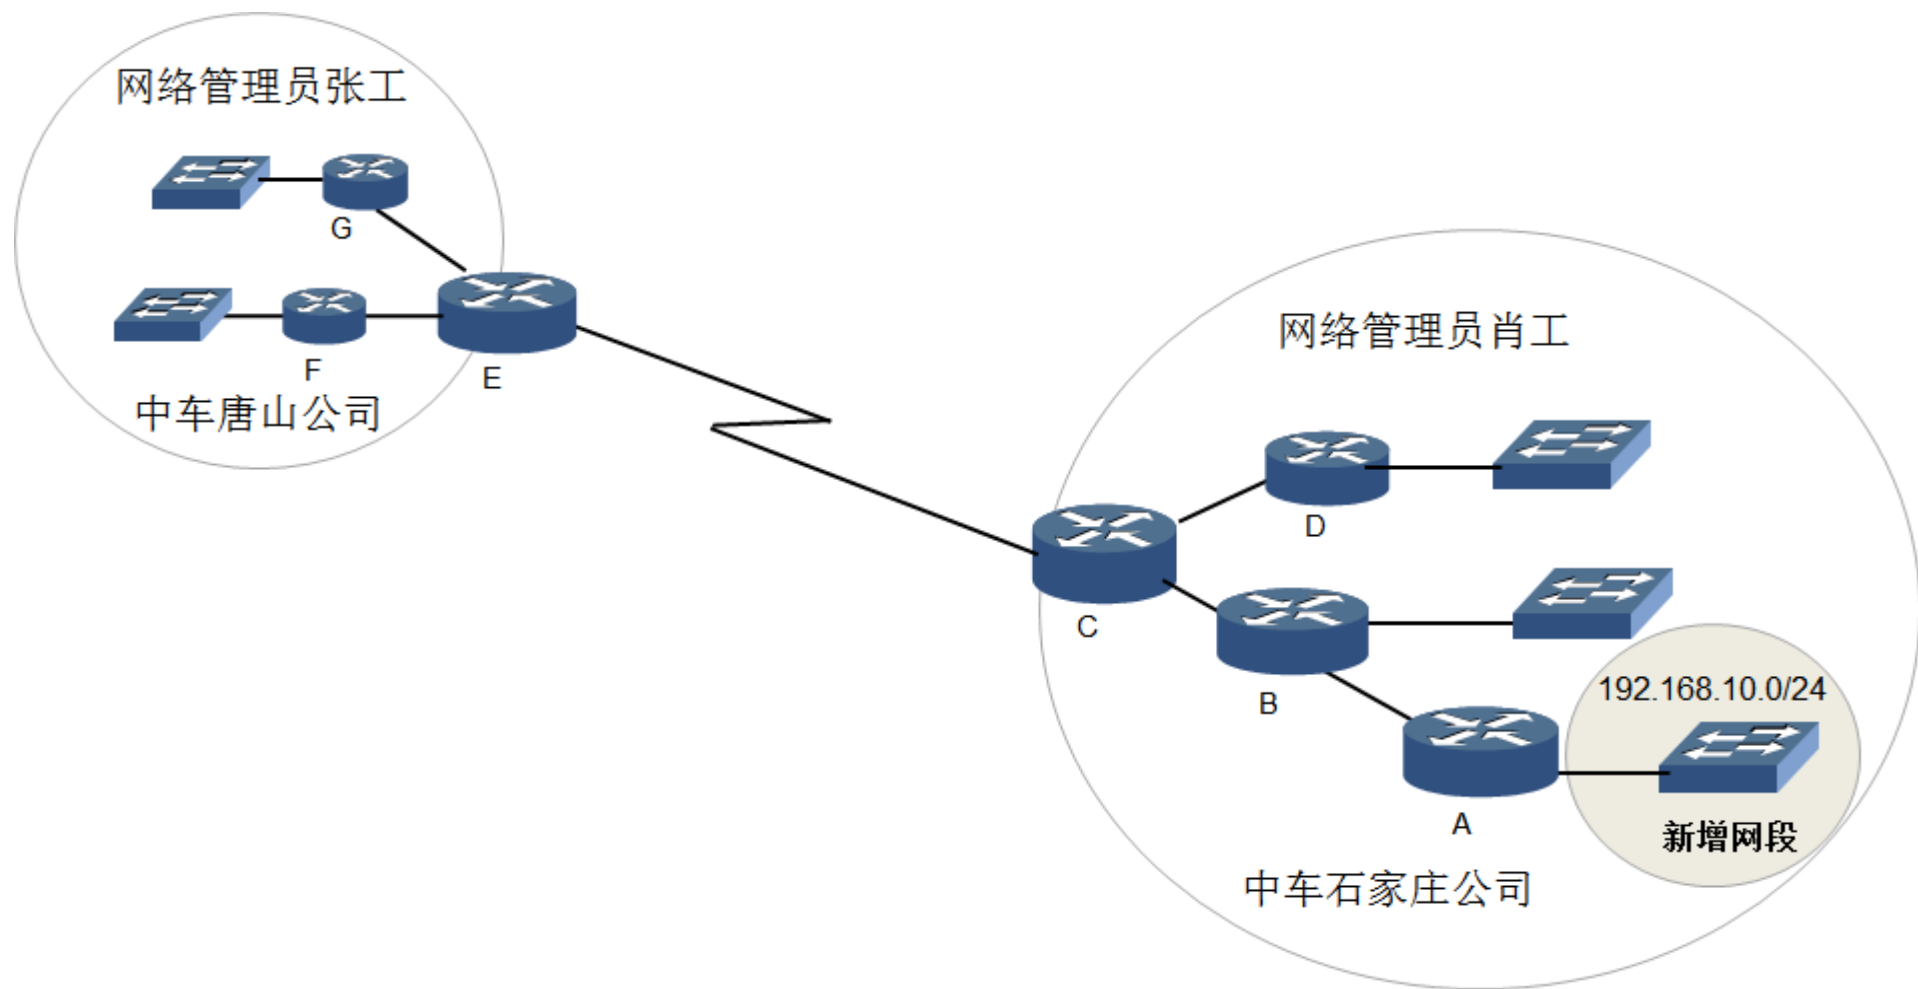 网络管理员张工
G
F
E
中车唐山公司
网络管理员肖工
D
C
B
192.168.10.0/24
A
新增网段
中车石家庄公司